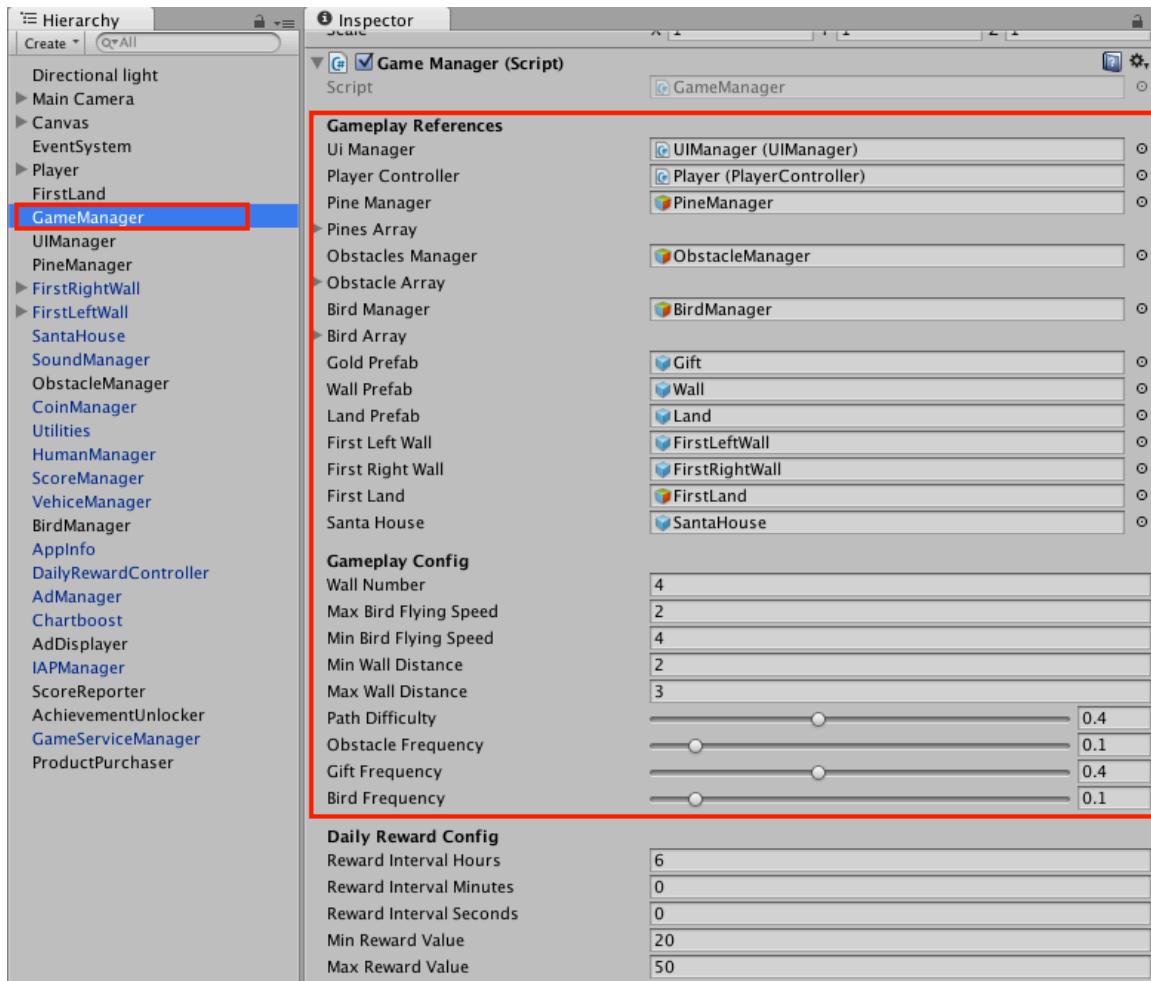 Hierarchy
Create All
Directional light
Main Camera
Canvas
EventSystem
Player
FirstLand
GameManager
UIManager
PineManager
FirstRightWall
FirstLeftWall
SantaHouse
SoundManager
ObstacleManager
CoinManager
Utilities
HumanManager
ScoreManager
VehiceManager
BirdManager
AppInfo
DailyRewardController
AdManager
Chartboost
AdDisplayer
IAPManager
ScoreReporter
AchievementUnlocker
GameServiceManager
ProductPurchaser
Inspector
Scale X 1 Y 1 Z 1
Game Manager (Script)
Script GameManager
Gameplay References
Ui Manager UIManager (UIManager)
Player Controller Player (PlayerController)
Pine Manager PineManager
Pines Array
Obstacles Manager ObstacleManager
Obstacle Array
Bird Manager BirdManager
Bird Array
Gold Prefab Gift
Wall Prefab Wall
Land Prefab Land
First Left Wall FirstLeftWall
First Right Wall FirstRightWall
First Land FirstLand
Santa House SantaHouse
Gameplay Config
Wall Number 4
Max Bird Flying Speed 2
Min Bird Flying Speed 4
Min Wall Distance 2
Max Wall Distance 3
Path Difficulty 0.4
Obstacle Frequency 0.1
Gift Frequency 0.4
Bird Frequency 0.1
Daily Reward Config
Reward Interval Hours 6
Reward Interval Minutes 0
Reward Interval Seconds 0
Min Reward Value 20
Max Reward Value 50